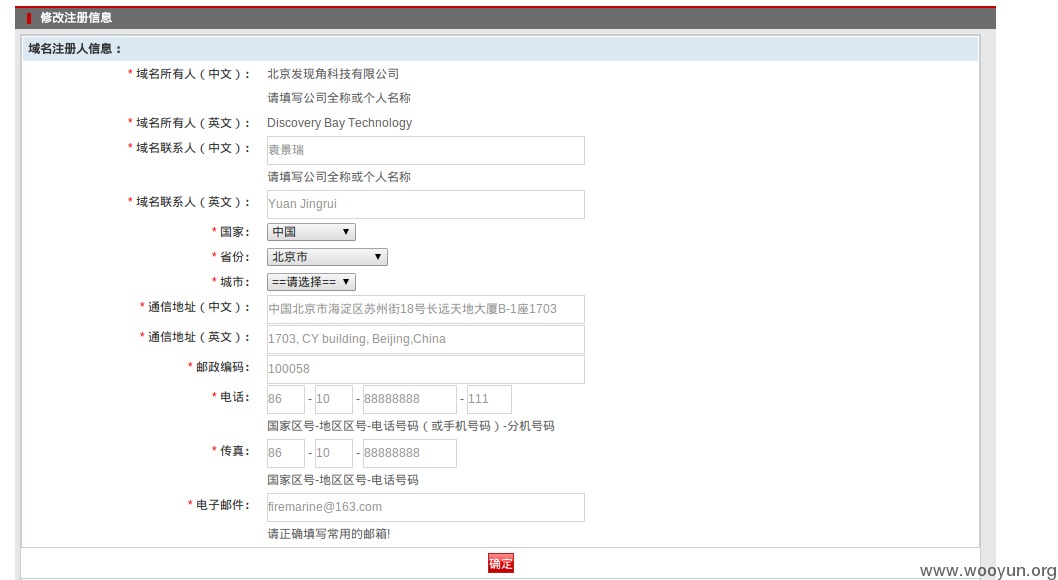 修改注册信息
域名注册人信息：
* 域名所有人（中文）： 北京发现角科技有限公司
请填写公司全称或个人名称
* 域名所有人（英文）： Discovery Bay Technology
* 域名联系人（中文）： 袁景瑞
请填写公司全称或个人名称
* 域名联系人（英文）： Yuan Jingrui
* 国家： 中国
* 省份： 北京市
* 城市： ==请选择==
* 通信地址（中文）： 中国北京市海淀区苏州街18号长远天地大厦B-1座1703
* 通信地址（英文）： 1703, CY building, Beijing,China
* 邮政编码： 100058
* 电话： 86 - 10 - 88888888 - 111
国家区号-地区区号-电话号码（或手机号码）-分机号码
* 传真： 86 - 10 - 88888888
国家区号-地区区号-电话号码
* 电子邮件： firemarine@163.com
请正确填写常用的邮箱!
确定
www.wooyun.org